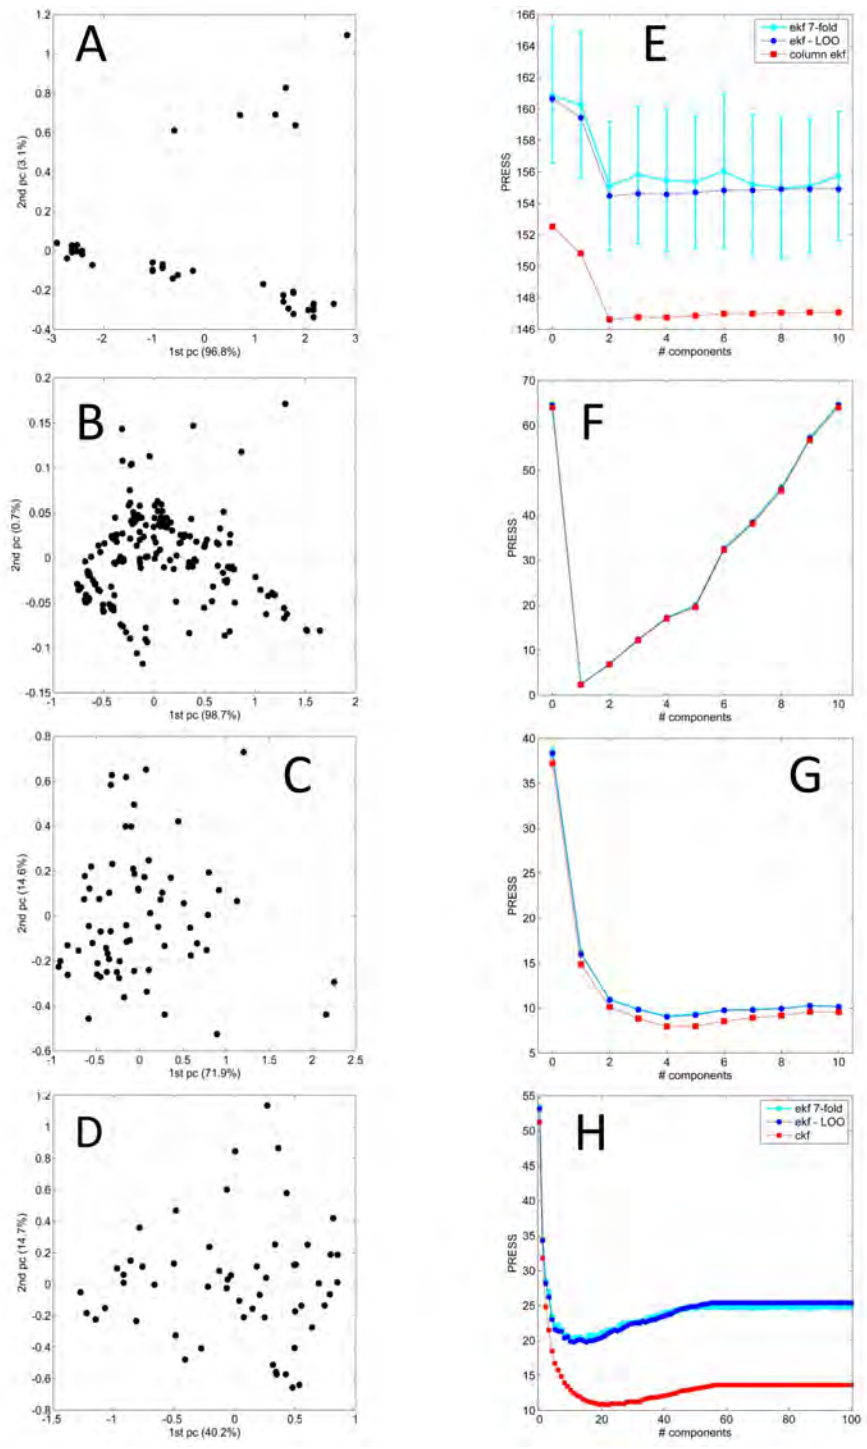 A
1.2
1
0.8
0.6
0.4
0.2
0
-0.2
-0.4
2nd pc (3.1%)
-3 -2 -1 0 1 2 3
1st pc (96.8%)
E
ekf 7-fold
ekf - LOO
column ekf
166
164
162
160
158
156
154
152
150
148
146
PRESS
0 2 4 6 8 10
# components
B
0.2
0.15
0.1
0.05
0
-0.05
-0.1
-0.15
2nd pc (0.7%)
-1 -0.5 0 0.5 1 1.5 2
1st pc (98.7%)
F
70
60
50
40
30
20
10
0
PRESS
0 2 4 6 8 10
# components
C
0.8
0.6
0.4
0.2
0
-0.2
-0.4
-0.6
2nd pc (14.6%)
-1 -0.5 0 0.5 1 1.5 2 2.5
1st pc (71.9%)
G
40
35
30
25
20
15
10
5
PRESS
0 2 4 6 8 10
# components
D
1.2
1
0.8
0.6
0.4
0.2
0
-0.2
-0.4
-0.6
-0.8
2nd pc (14.7%)
-1.5 -1 -0.5 0 0.5 1
1st pc (40.2%)
H
ekf 7-fold
ekf - LOO
ckf
55
50
45
40
35
30
25
20
15
10
PRESS
0 20 40 60 80 100
# components